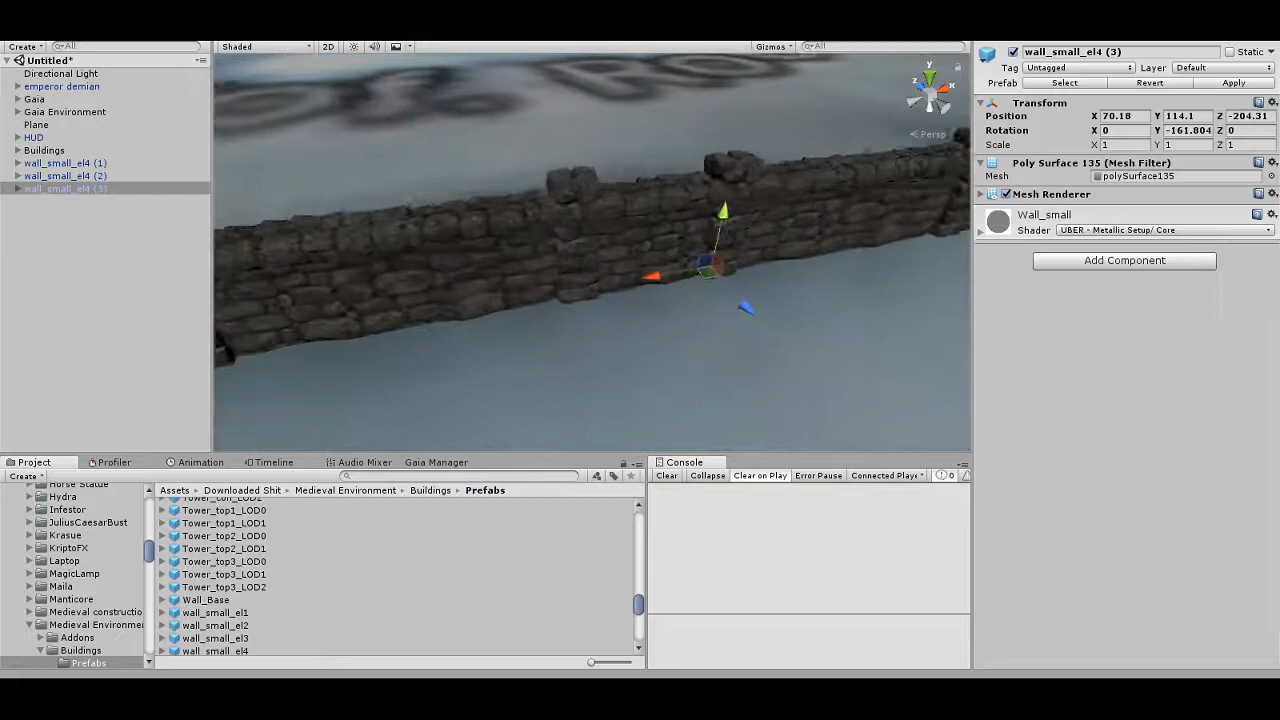 Create
All
Shaded
2D
Gizmos
All
wall_small_el4 (3)
Static
Untitled*
Tag
Untagged
Layer
Default
Directional Light
Prefab
Select
Revert
Apply
emperor demian
Gaia
Transform
Gaia Environment
Position
X
70.18
Y
114.1
Z
-204.31
Plane
Rotation
X
0
Y
-161.804
Z
0
HUD
Scale
X
1
Y
1
Z
1
Buildings
wall_small_el4 (1)
Poly Surface 135 (Mesh Filter)
wall_small_el4 (2)
Mesh
polySurface135
wall_small_el4 (3)
Mesh Renderer
Wall_small
Shader
UBER - Metallic Setup/ Core
Add Component
y
z
x
Persp
Project
Profiler
Animation
Timeline
Audio Mixer
Gaia Manager
Console
Create
Clear
Collapse
Clear on Play
Error Pause
Connected Player
0
Horse Statue
Hydra
Infestor
JuliusCaesarBust
Krasue
KriptoFX
Laptop
MagicLamp
Maila
Manticore
Medieval constructio
Medieval Environmen
Addons
Buildings
Prefabs
Assets
Downloaded Shit
Medieval Environment
Buildings
Prefabs
Tower_top1_LOD0
Tower_top1_LOD1
Tower_top2_LOD0
Tower_top2_LOD1
Tower_top3_LOD0
Tower_top3_LOD1
Tower_top3_LOD2
Wall_Base
wall_small_el1
wall_small_el2
wall_small_el3
wall_small_el4